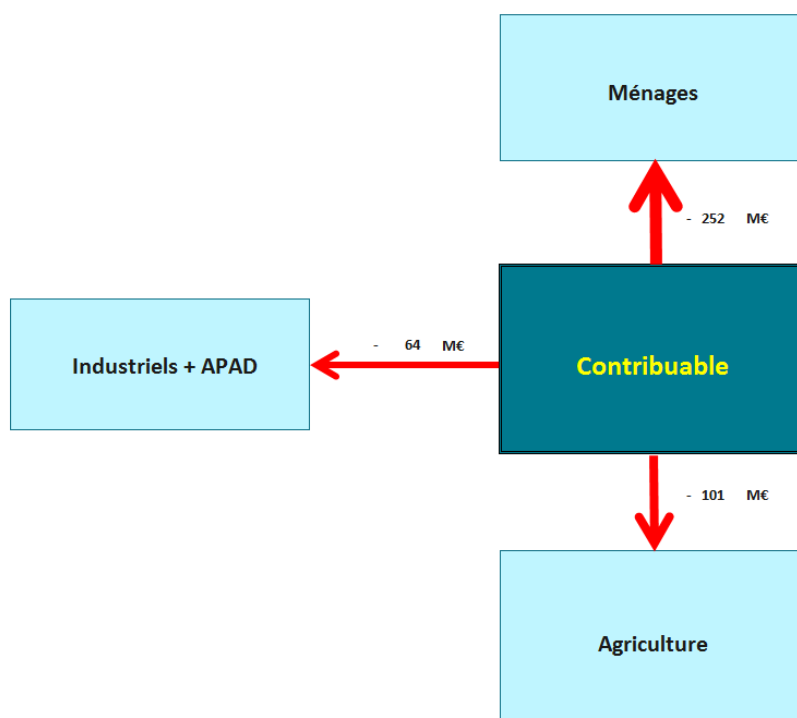 Ménages
- 252 M€
- 64 M€
Industriels + APAD
Contribuable
- 101 M€
Agriculture